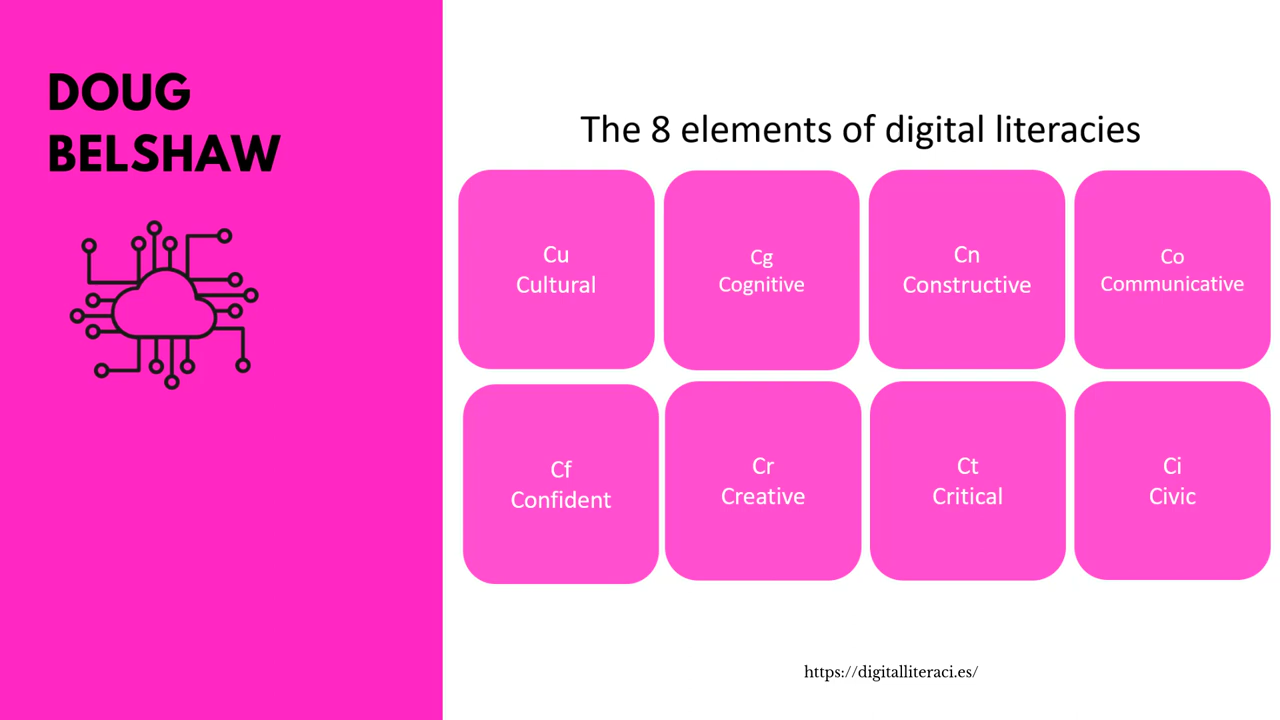 DOUG
BELSHAW
The 8 elements of digital literacies
Cu
Cultural
Cg
Cognitive
Cn
Constructive
Co
Communicative
Cf
Confident
Cr
Creative
Ct
Critical
Ci
Civic
https://digitalliteraci.es/